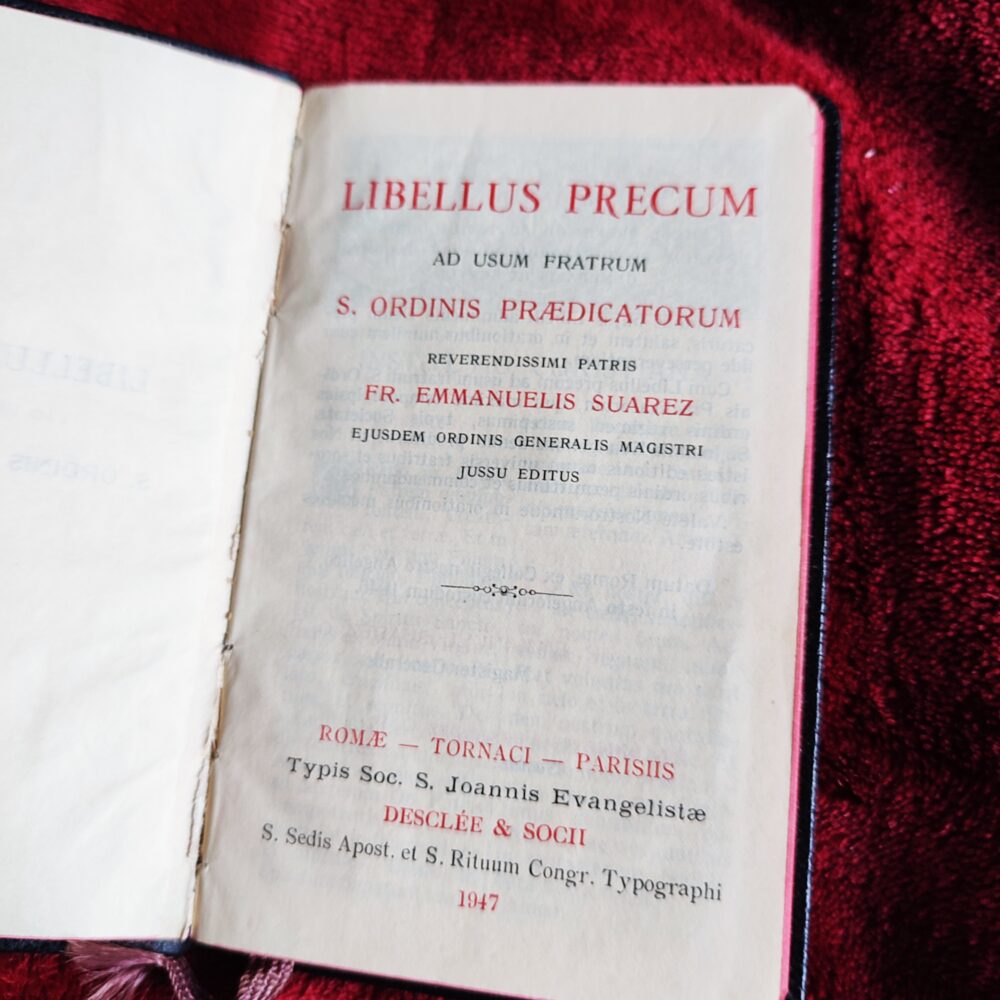 LIBELLUS PRECUM
AD USUM FRATRUM
S. ORDINIS PRÆDICATORUM
REVERENDISSIMI PATRIS
FR. EMMANUELIS SUAREZ
EJUSDEM ORDINIS GENERALIS MAGISTRI
JUSSU EDITUS
ROMÆ — TORNACI — PARISIIS
Typis Soc. S. Joannis Evangelistæ
DESCLÉE & SOCII
S. Sedis Apost. et S. Rituum Congr. Typographi
1947